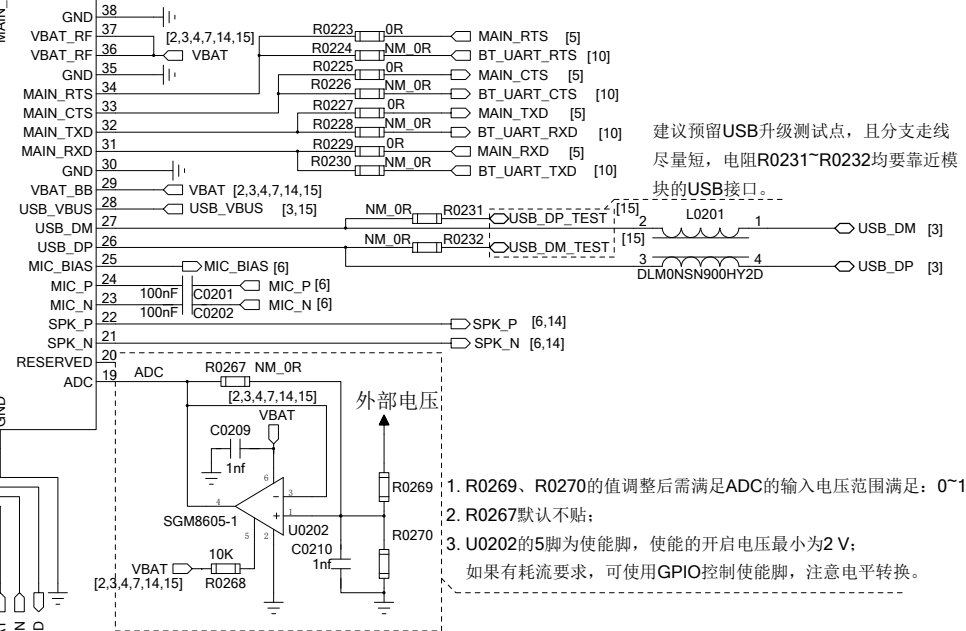 MAIN_
GND 38
VBAT_RF 37 [2,3,4,7,14,15]
VBAT_RF 36 VBAT
GND 35
MAIN_RTS 34
MAIN_CTS 33
MAIN_TXD 32
MAIN_RXD 31
GND 30
VBAT_BB 29 VBAT [2,3,4,7,14,15]
USB_VBUS 28 USB_VBUS [3,15]
USB_DM 27
USB_DP 26
MIC_BIAS 25 MIC_BIAS [6]
MIC_P 24 100nF C0201 MIC_P [6]
MIC_N 23 100nF C0202 MIC_N [6]
SPK_P 22 SPK_P [6,14]
SPK_N 21 SPK_N [6,14]
RESERVED 20
ADC 19 ADC
R0223 0R MAIN_RTS [5]
R0224 NM_0R BT_UART_RTS [10]
R0225 0R MAIN_CTS [5]
R0226 NM_0R BT_UART_CTS [10]
R0227 0R MAIN_TXD [5]
R0228 NM_0R BT_UART_RXD [10]
R0229 0R MAIN_RXD [5]
R0230 NM_0R BT_UART_TXD [10]
建议预留USB升级测试点，且分支走线
尽量短，电阻R0231~R0232均要靠近模
块的USB接口。
NM_0R R0231 USB_DP_TEST [15]
NM_0R R0232 USB_DM_TEST [15]
2 L0201 1 USB_DM [3]
3 4 USB_DP [3]
DLM0NSN900HY2D
R0267 NM_0R
[2,3,4,7,14,15]
VBAT
外部电压
C0209
1nf
6
3
4
1
5 2
SGM8605-1
U0202
C0210
1nf
R0269
R0270
10K
VBAT
R0268
[2,3,4,7,14,15]
1. R0269、R0270的值调整后需满足ADC的输入电压范围满足：0~1
2. R0267默认不贴；
3. U0202的5脚为使能脚，使能的开启电压最小为2 V；
如果有耗流要求，可使用GPIO控制使能脚，注意电平转换。
GND